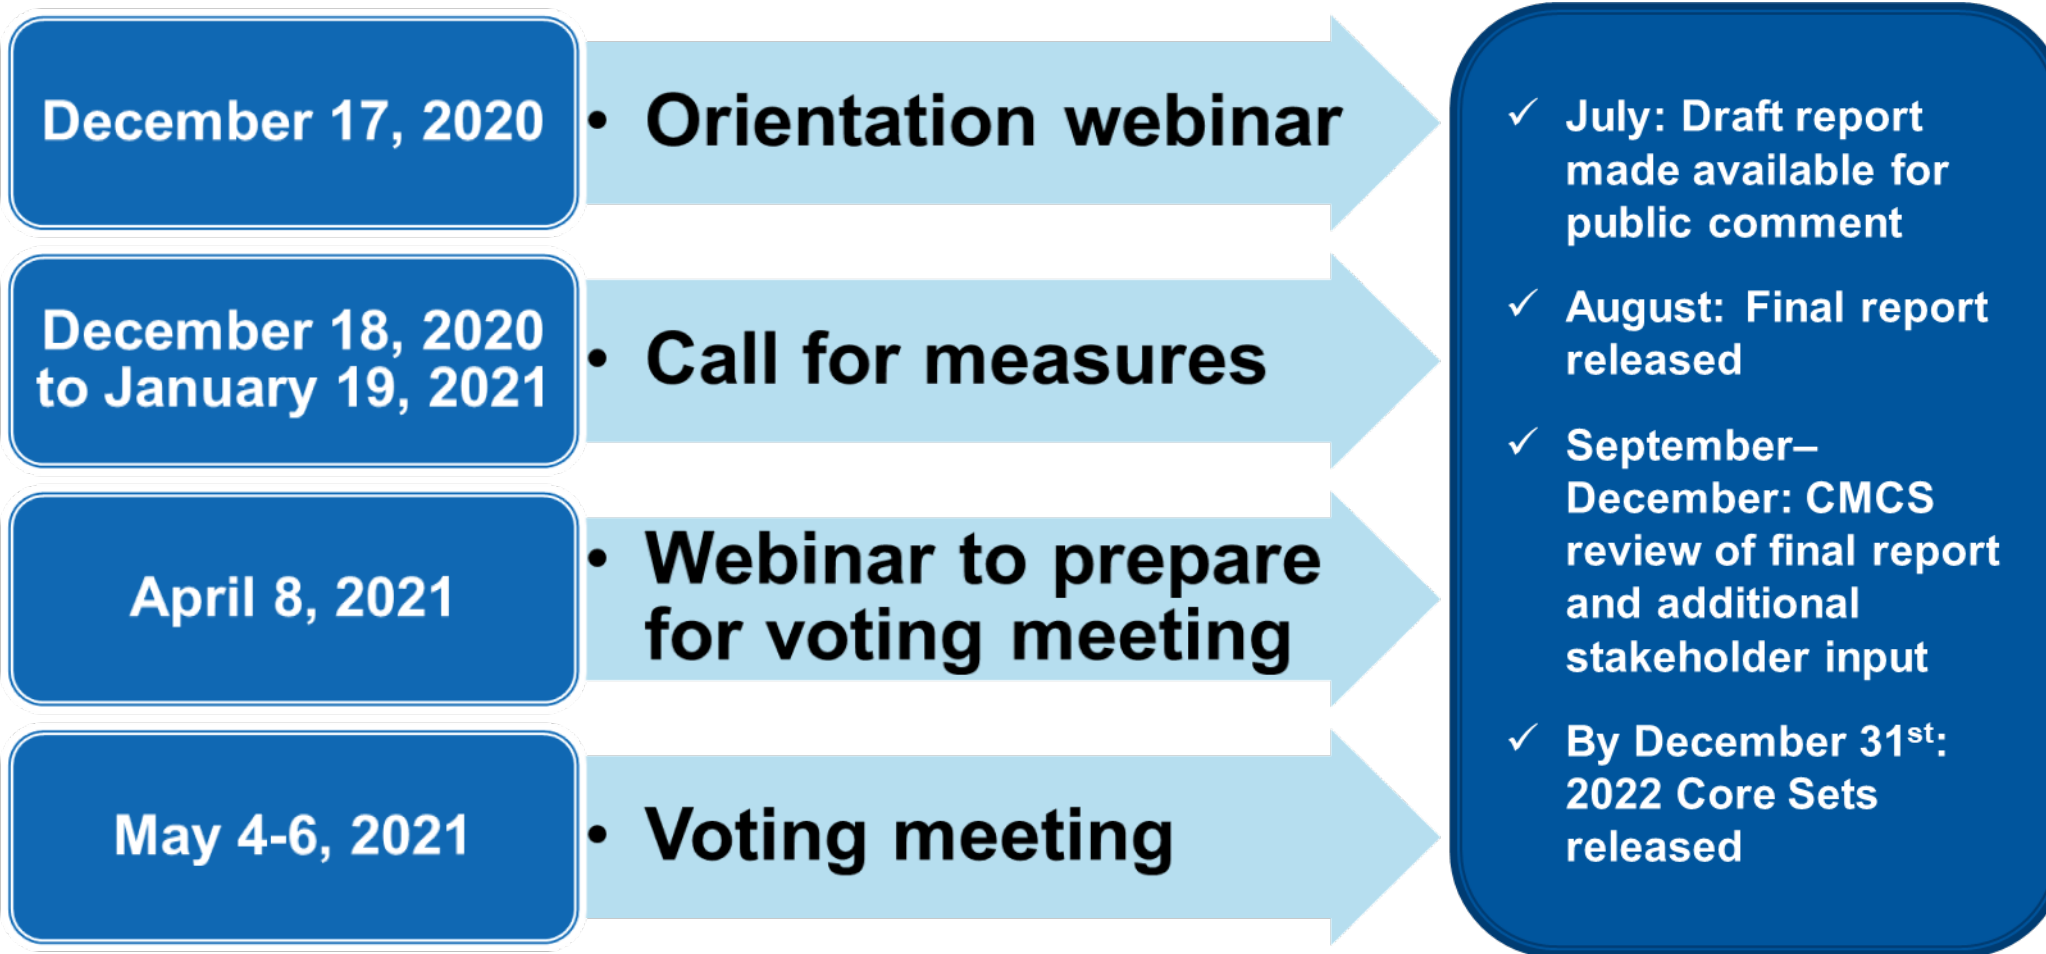 December 17, 2020
• Orientation webinar
December 18, 2020
to January 19, 2021
• Call for measures
April 8, 2021
• Webinar to prepare
for voting meeting
May 4-6, 2021
• Voting meeting
✓ July: Draft report
made available for
public comment
✓ August: Final report
released
✓ September–
December: CMCS
review of final report
and additional
stakeholder input
✓ By December 31st:
2022 Core Sets
released